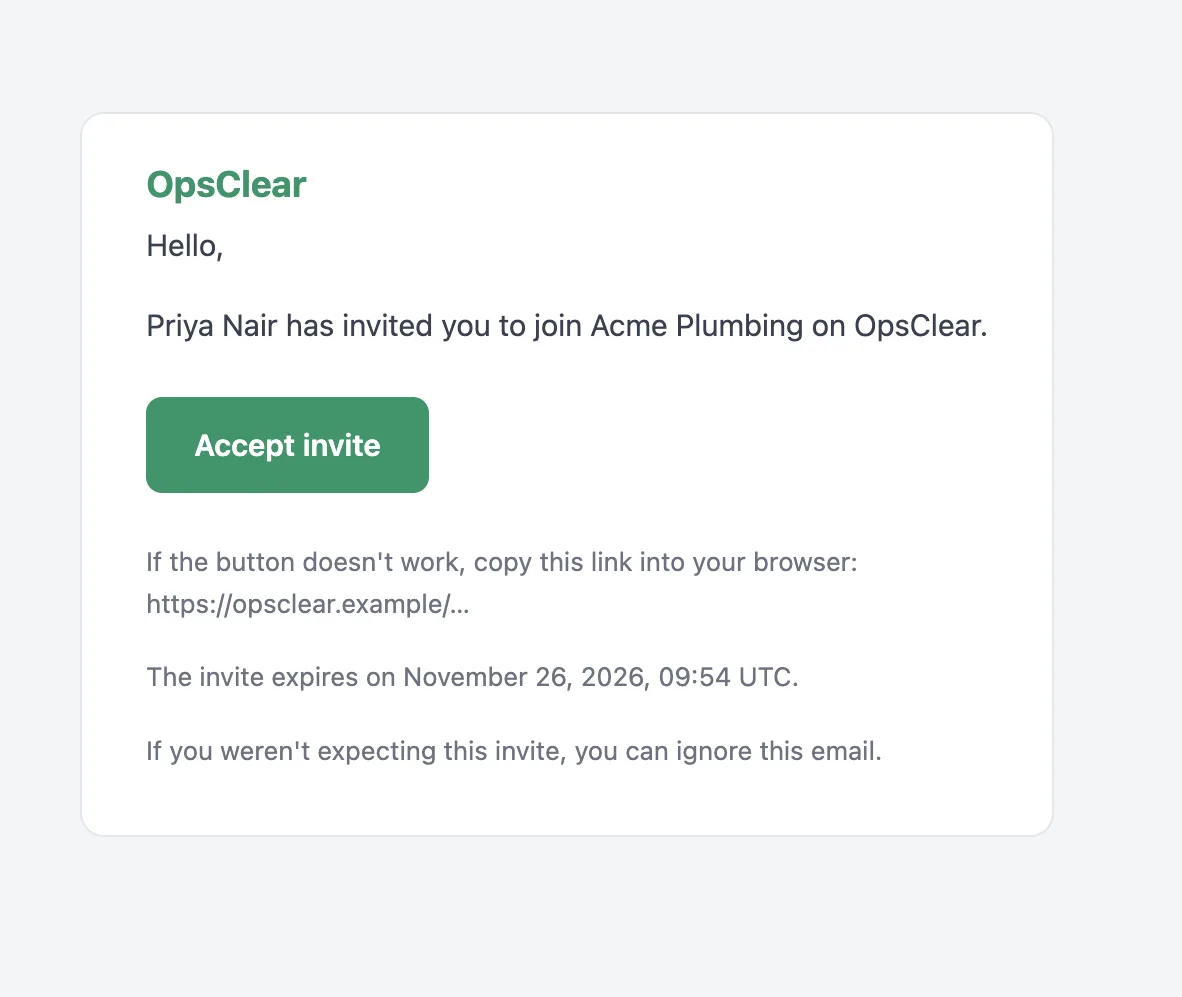 OpsClear
Hello,
Priya Nair has invited you to join Acme Plumbing on OpsClear.
Accept invite
If the button doesn't work, copy this link into your browser:
https://opsclear.example/...
The invite expires on November 26, 2026, 09:54 UTC.
If you weren't expecting this invite, you can ignore this email.